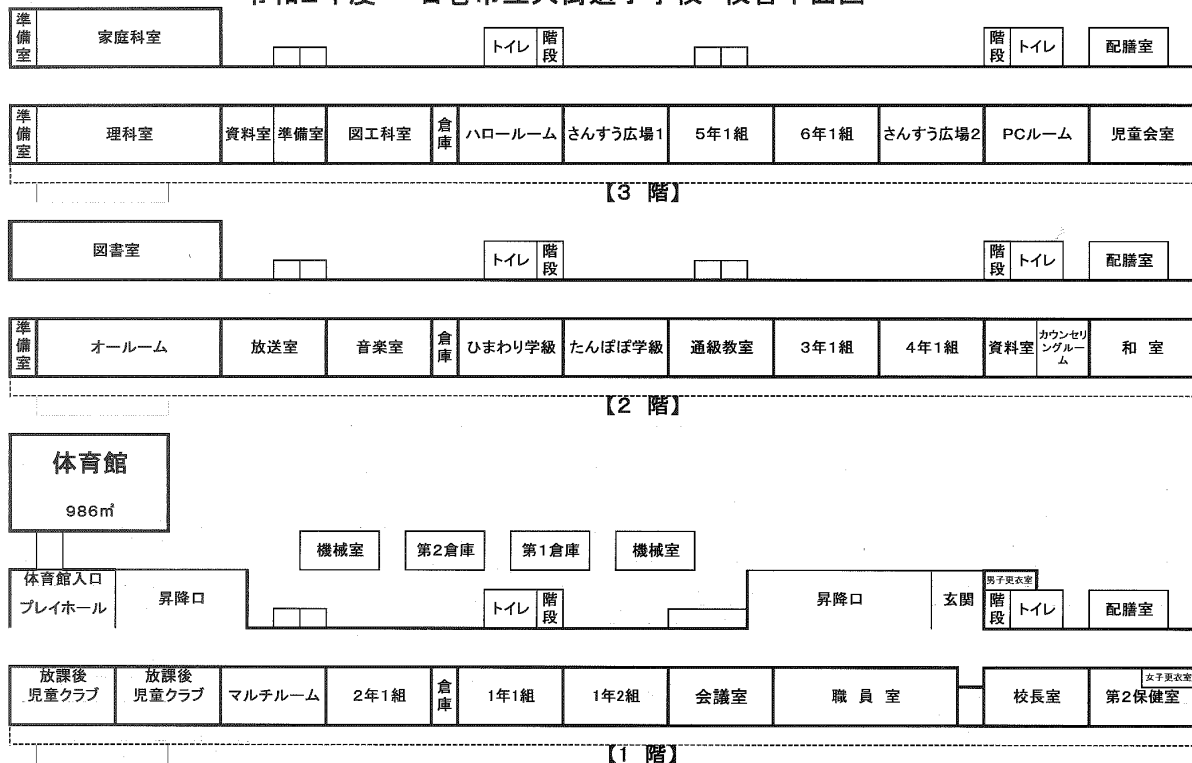 準備室
家庭科室
トイレ
階段
階段
トイレ
配膳室
準備室
理科室
資料室
準備室
図工科室
倉庫
ハロールーム
さんすう広場1
5年1組
6年1組
さんすう広場2
PCルーム
児童会室
【3 階】
図書室
トイレ
階段
階段
トイレ
配膳室
準備室
オールーム
放送室
音楽室
倉庫
ひまわり学級
たんぽぽ学級
通級教室
3年1組
4年1組
資料室
カウンセリ
ングルー
ム
和 室
【2 階】
体育館
986㎡
機械室
第2倉庫
第1倉庫
機械室
体育館入口
プレイホール
昇降口
トイレ
階段
昇降口
玄関
男子更衣室
階段
トイレ
配膳室
放課後
児童クラブ
放課後
児童クラブ
マルチルーム
2年1組
倉庫
1年1組
1年2組
会議室
職 員 室
校長室
女子更衣室
第2保健室
【1 階】